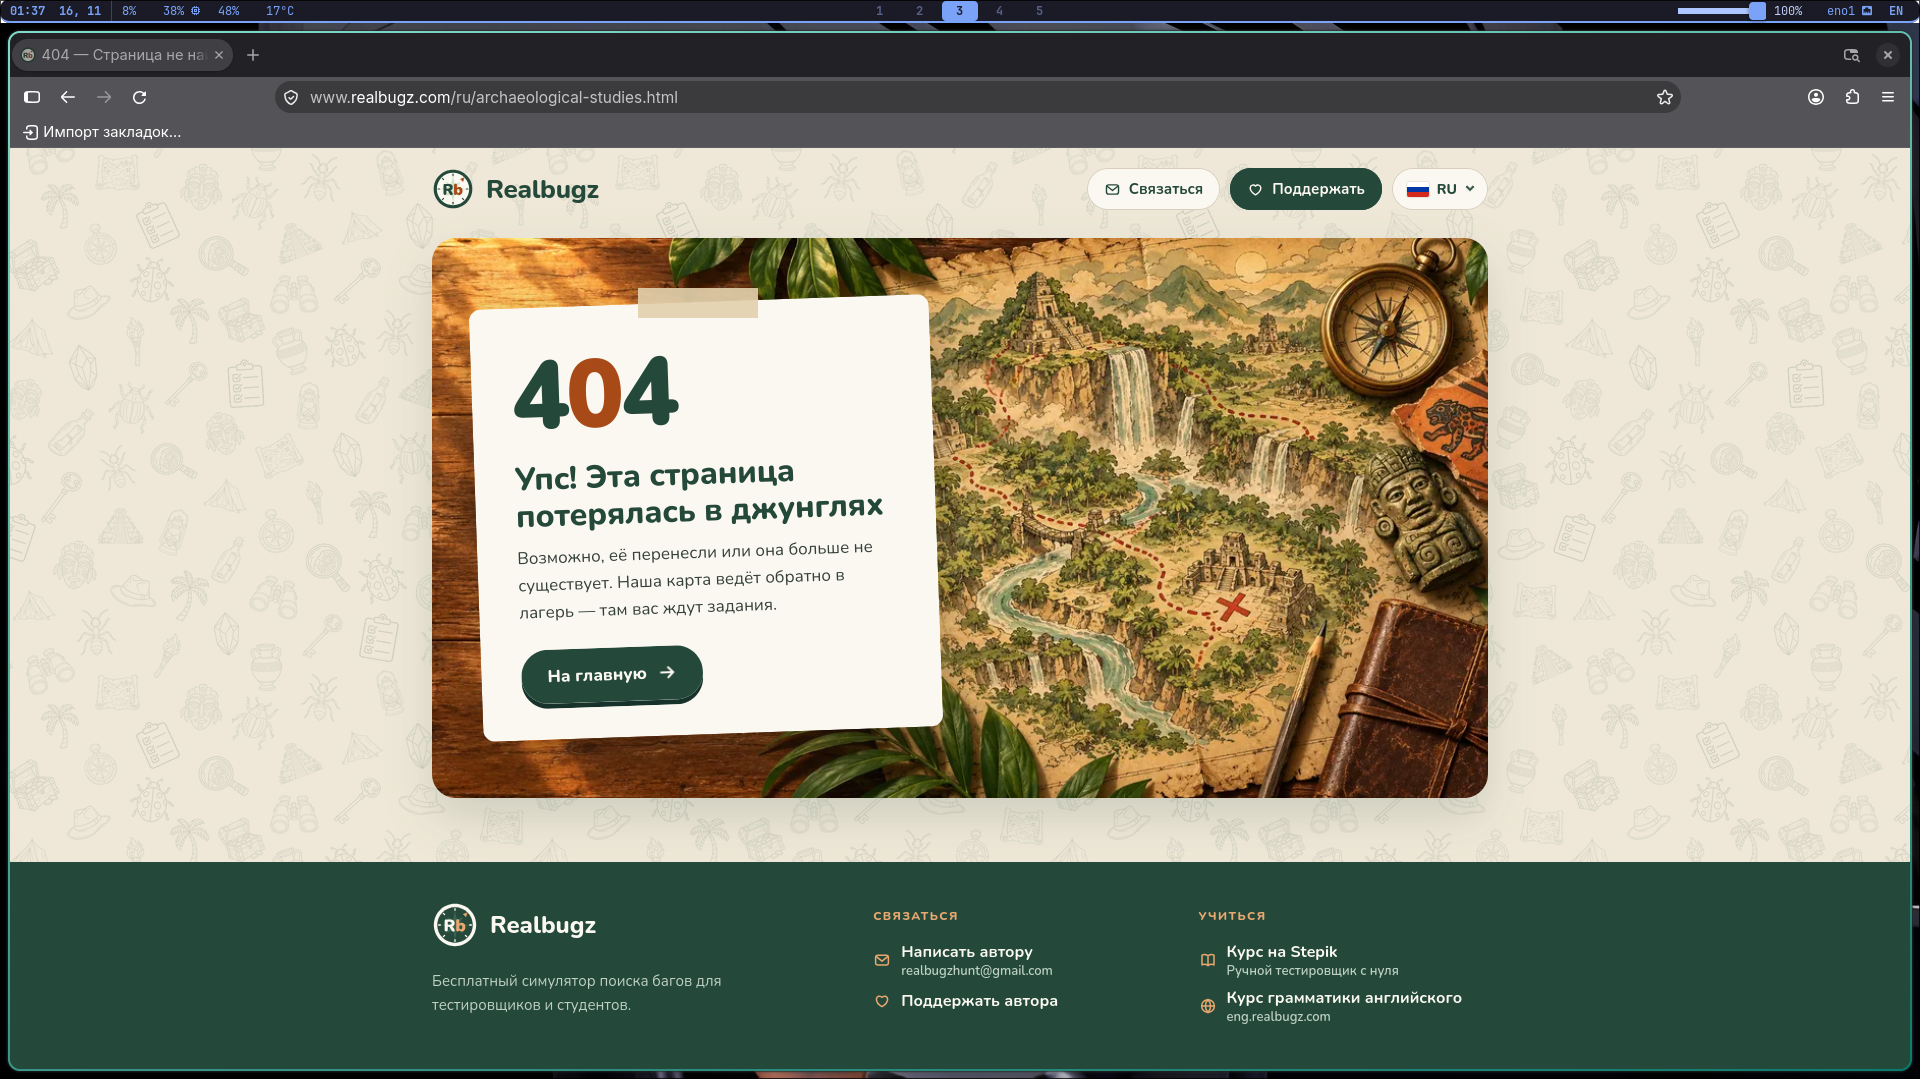 01:37 16, 11 8% 38% 48% 17°C 1 2 3 4 5 100% eno1 EN
404 — Страница не на
www.realbugz.com/ru/archaeological-studies.html
Импорт закладок...
Rb Realbugz
Связаться
Поддержать
RU
404
Упс! Эта страница
потерялась в джунглях
Возможно, её перенесли или она больше не
существует. Наша карта ведёт обратно в
лагерь — там вас ждут задания.
На главную
Rb Realbugz
Бесплатный симулятор поиска багов для
тестировщиков и студентов.
СВЯЗАТЬСЯ
Написать автору
realbugzhunt@gmail.com
Поддержать автора
УЧИТЬСЯ
Курс на Stepik
Ручной тестировщик с нуля
Курс грамматики английского
eng.realbugz.com